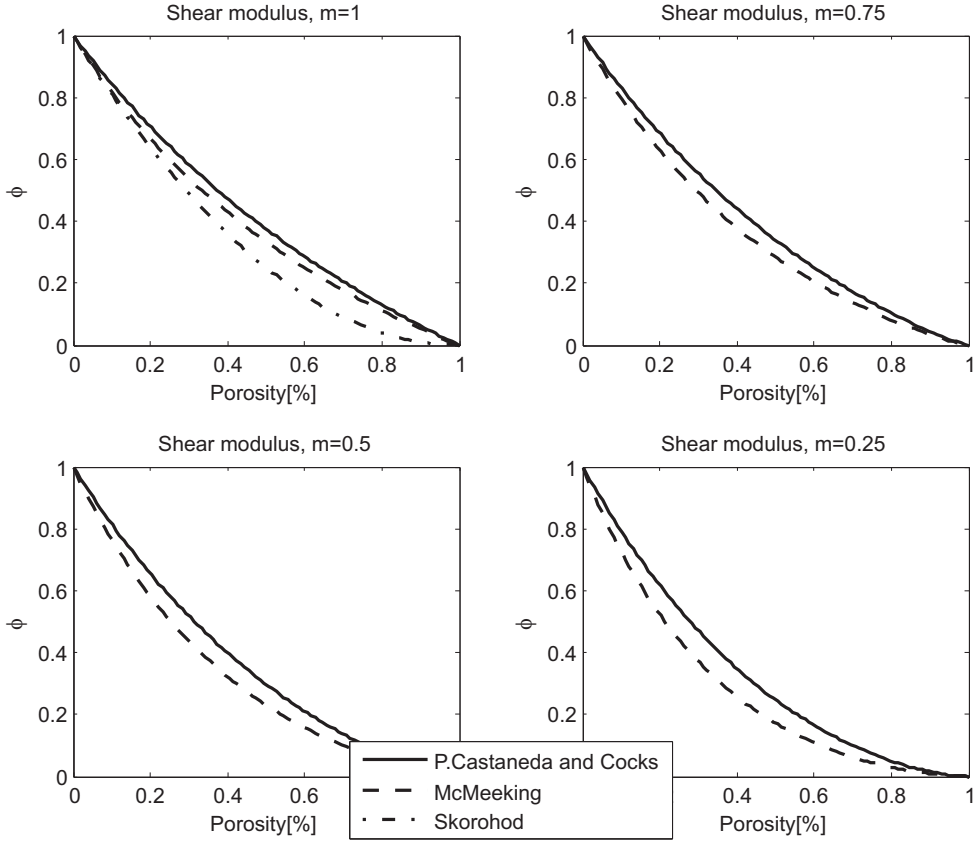 Shear modulus, m=1
1
0.8
0.6
0.4
0.2
0
ϕ
0 0.2 0.4 0.6 0.8 1
Porosity[%]
Shear modulus, m=0.75
1
0.8
0.6
0.4
0.2
0
ϕ
0 0.2 0.4 0.6 0.8 1
Porosity[%]
Shear modulus, m=0.5
1
0.8
0.6
0.4
0.2
0
ϕ
0 0.2 0.4 0.6
Porosity[%]
Shear modulus, m=0.25
1
0.8
0.6
0.4
0.2
ϕ
0.4 0.6 0.8 1
Porosity[%]
P.Castaneda and Cocks
McMeeking
Skorohod